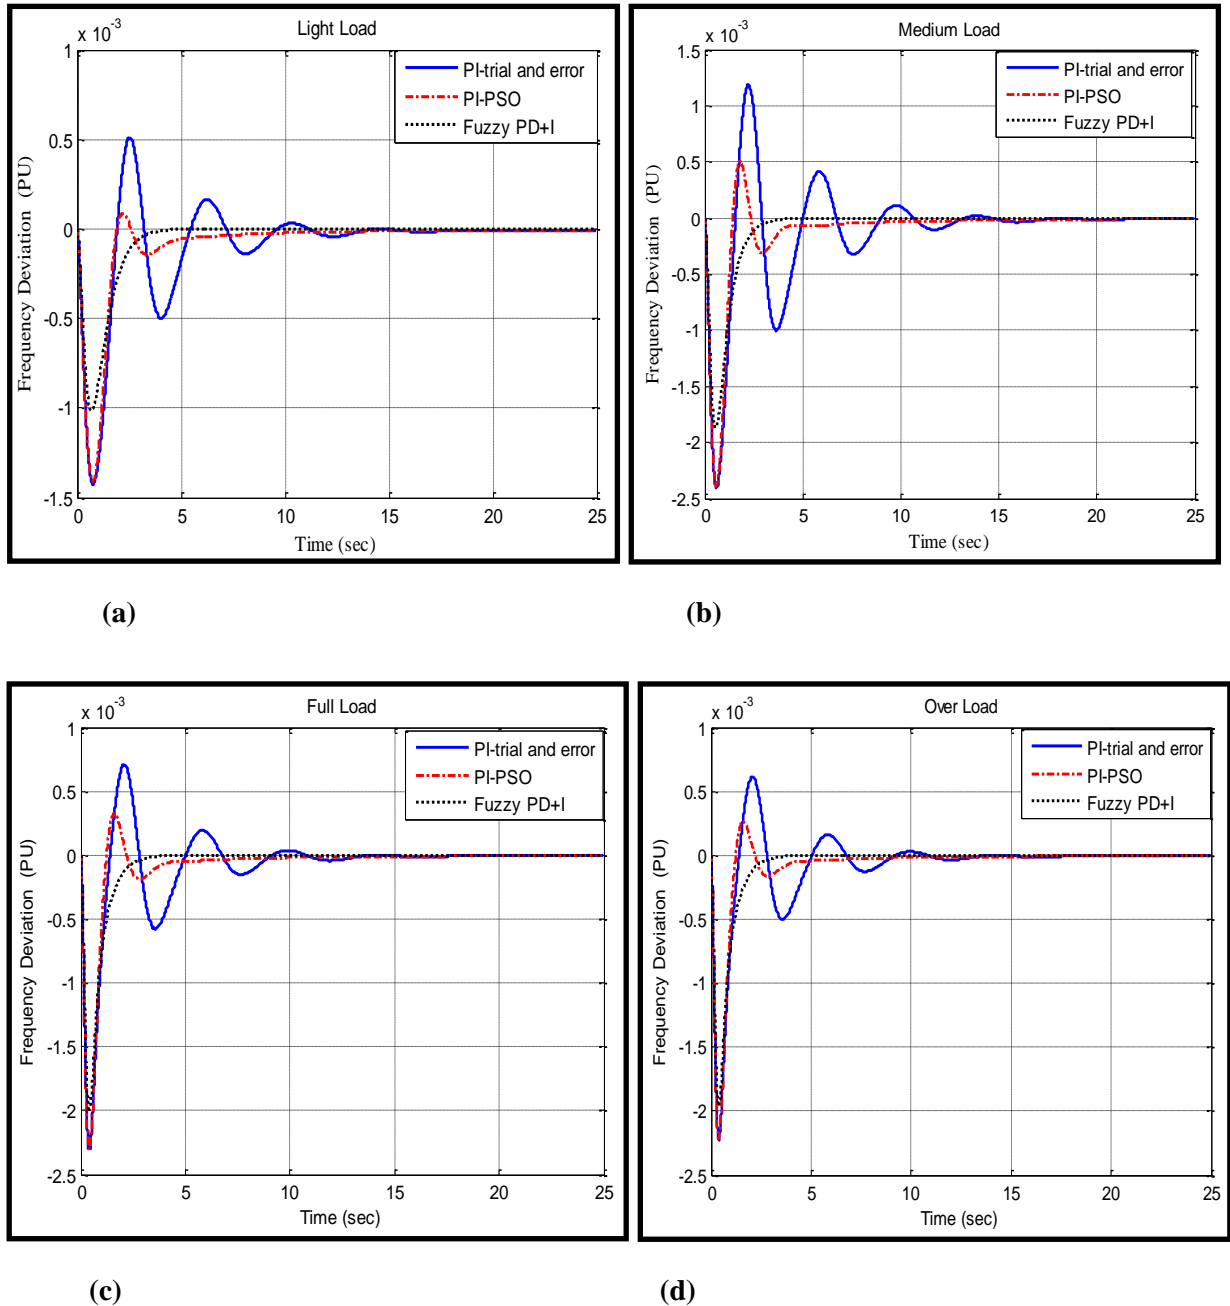 x 10-3
Light Load
1
0.5
0
-0.5
-1
-1.5
0 5 10 15 20 25
Frequency Deviation (PU)
Time (sec)
PI-trial and error
PI-PSO
Fuzzy PD+I
(a)
x 10-3
Medium Load
1.5
1
0.5
0
-0.5
-1
-1.5
-2
-2.5
0 5 10 15 20 25
Frequency Deviation (PU)
Time (sec)
PI-trial and error
PI-PSO
Fuzzy PD+I
(b)
x 10-3
Full Load
1
0.5
0
-0.5
-1
-1.5
-2
-2.5
0 5 10 15 20 25
Frequency Deviation (PU)
Time (sec)
PI-trial and error
PI-PSO
Fuzzy PD+I
(c)
x 10-3
Over Load
1
0.5
0
-0.5
-1
-1.5
-2
-2.5
0 5 10 15 20 25
Frequency Deviation (PU)
Time (sec)
PI-trial and error
PI-PSO
Fuzzy PD+I
(d)